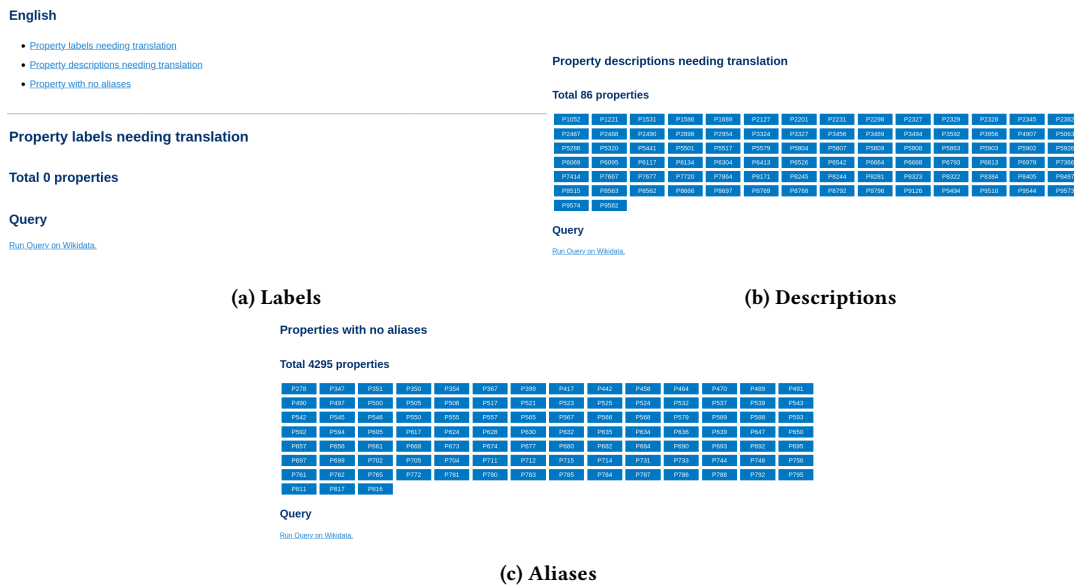 English
Property labels needing translation
Property descriptions needing translation
Property with no aliases
Property labels needing translation
Total 0 properties
Query
Run Query on Wikidata.
(a) Labels
Property descriptions needing translation
Total 86 properties
P1052 P1221 P1531 P1586 P1689 P2127 P2201 P2231 P2298 P2327 P2329 P2328 P2345 P2382
P2467 P2488 P2490 P2898 P2954 P3324 P3327 P3456 P3469 P3494 P3592 P3956 P4907 P5063
P5288 P5320 P5441 P5501 P5517 P5579 P5804 P5807 P5809 P5808 P5863 P5903 P5902 P5926
P6069 P6095 P6117 P6134 P6304 P6413 P6526 P6542 P6664 P6688 P6793 P6813 P6979 P7366
P7414 P7667 P7677 P7720 P7864 P8171 P8245 P8244 P8281 P8323 P8322 P8384 P8405 P8497
P8515 P8563 P8562 P8666 P8697 P8769 P8768 P8792 P8796 P9126 P9494 P9510 P9544 P9573
P9574 P9582
Query
Run Query on Wikidata.
(b) Descriptions
Properties with no aliases
Total 4295 properties
P278 P347 P351 P350 P354 P367 P399 P417 P442 P458 P464 P470 P489 P491
P490 P497 P500 P505 P508 P517 P521 P523 P525 P524 P532 P537 P539 P543
P542 P545 P546 P550 P555 P557 P565 P567 P566 P568 P579 P589 P588 P593
P592 P594 P605 P617 P624 P628 P630 P632 P635 P634 P636 P639 P647 P650
P657 P656 P661 P668 P673 P674 P677 P680 P682 P684 P690 P693 P692 P695
P697 P699 P702 P705 P704 P711 P712 P715 P714 P731 P733 P744 P748 P756
P761 P762 P765 P772 P781 P780 P783 P785 P784 P787 P786 P788 P792 P795
P811 P817 P816
Query
Run Query on Wikidata.
(c) Aliases